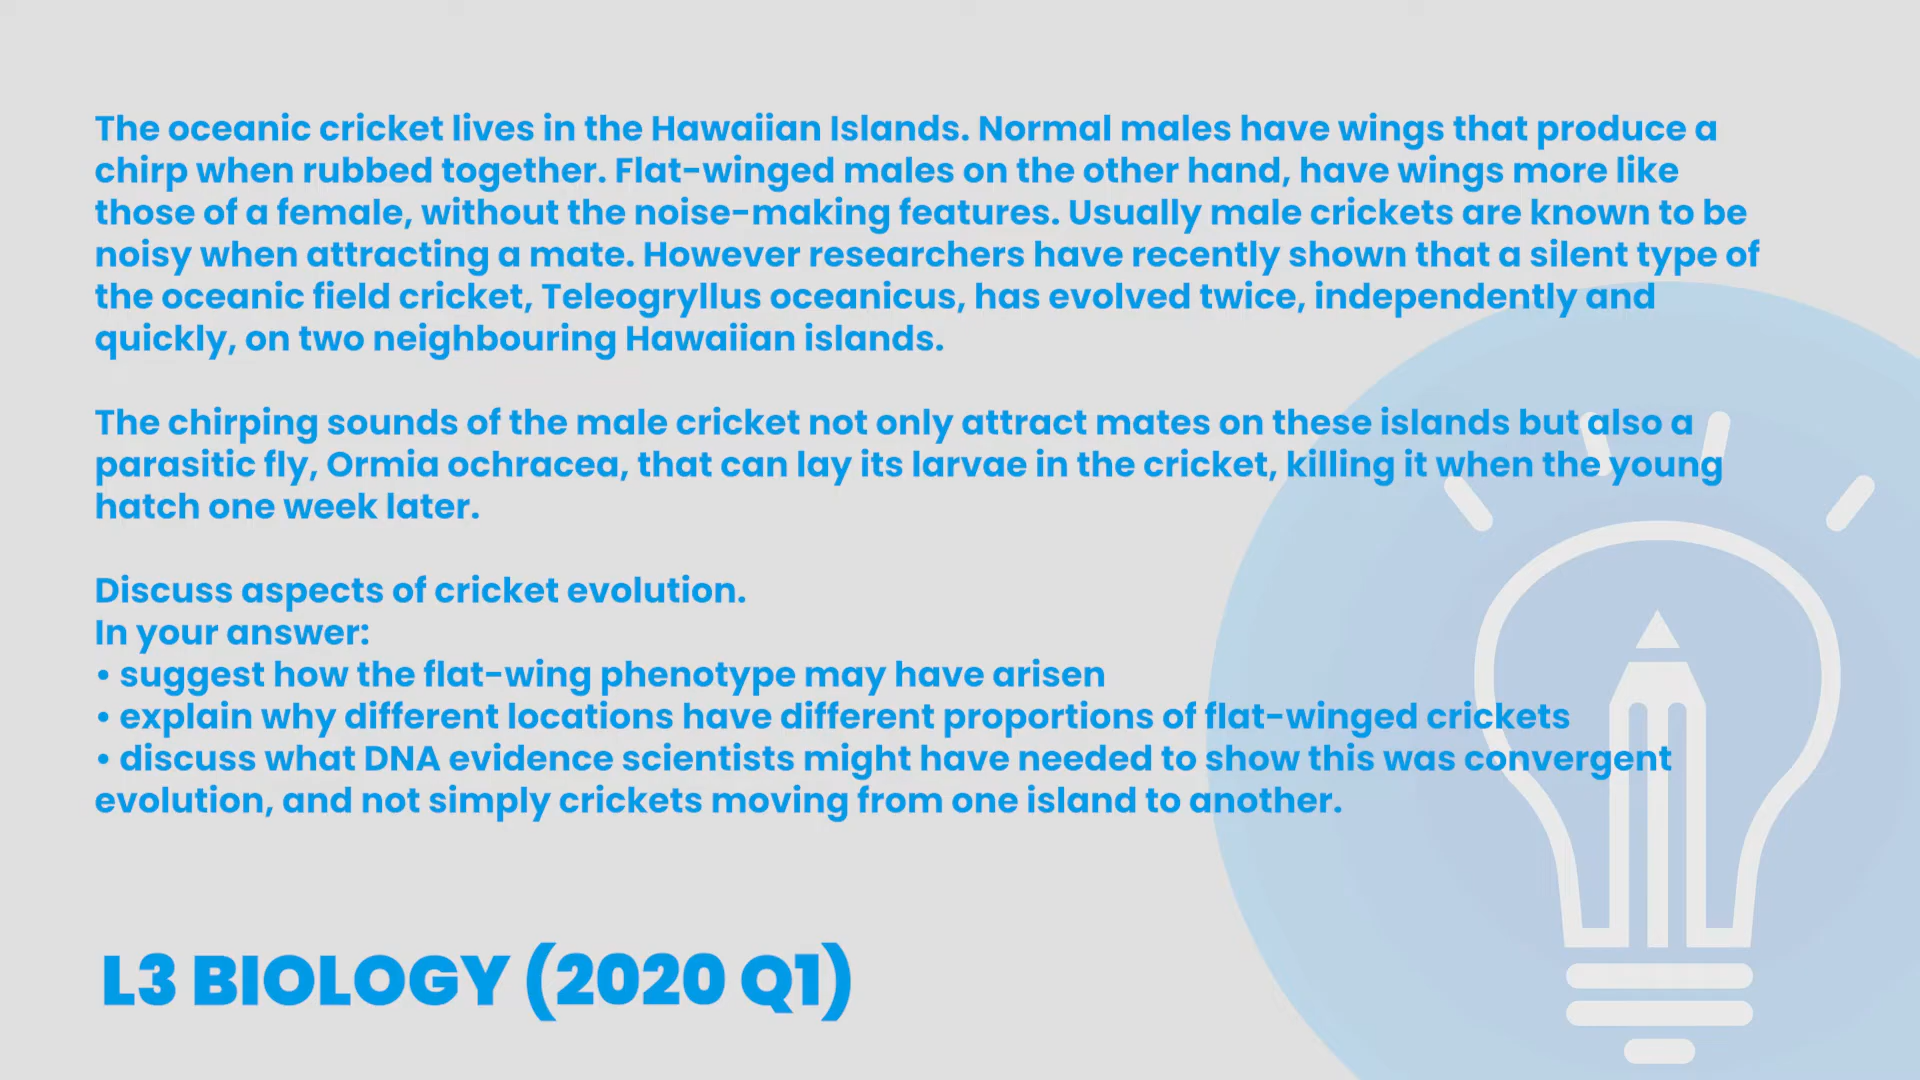 The oceanic cricket lives in the Hawaiian Islands. Normal males have wings that produce a
chirp when rubbed together. Flat-winged males on the other hand, have wings more like
those of a female, without the noise-making features. Usually male crickets are known to be
noisy when attracting a mate. However researchers have recently shown that a silent type of
the oceanic field cricket, Teleogryllus oceanicus, has evolved twice, independently and
quickly, on two neighbouring Hawaiian islands.
The chirping sounds of the male cricket not only attract mates on these islands but also a
parasitic fly, Ormia ochracea, that can lay its larvae in the cricket, killing it when the young
hatch one week later.
Discuss aspects of cricket evolution.
In your answer:
• suggest how the flat-wing phenotype may have arisen
• explain why different locations have different proportions of flat-winged crickets
• discuss what DNA evidence scientists might have needed to show this was convergent
evolution, and not simply crickets moving from one island to another.
L3 BIOLOGY (2020 Q1)